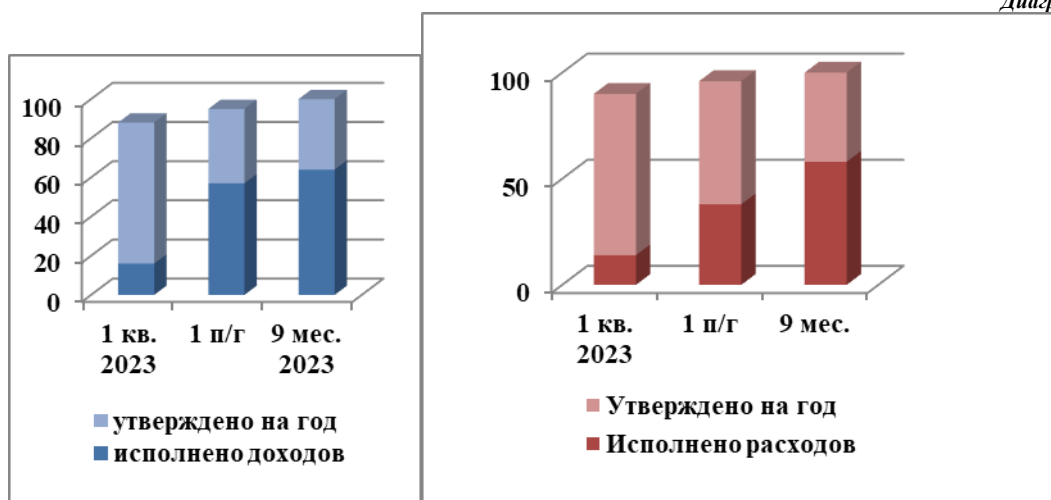 Диагр
100
80
60
40
20
0
1 кв.
2023
1 п/г
9 мес.
2023
утверждено на год
исполнено доходов
100
50
0
1 кв.
2023
1 п/г
9 мес.
Утверждено на год
Исполнено расходов